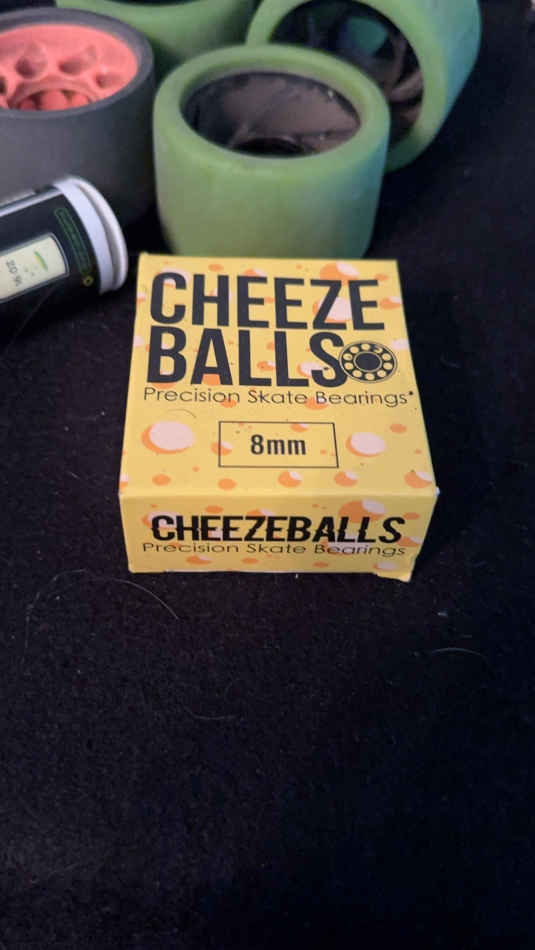 CHEEZE
BALLS
Precision Skate Bearings*
8mm
CHEEZEBALLS
Precision Skate Bearings